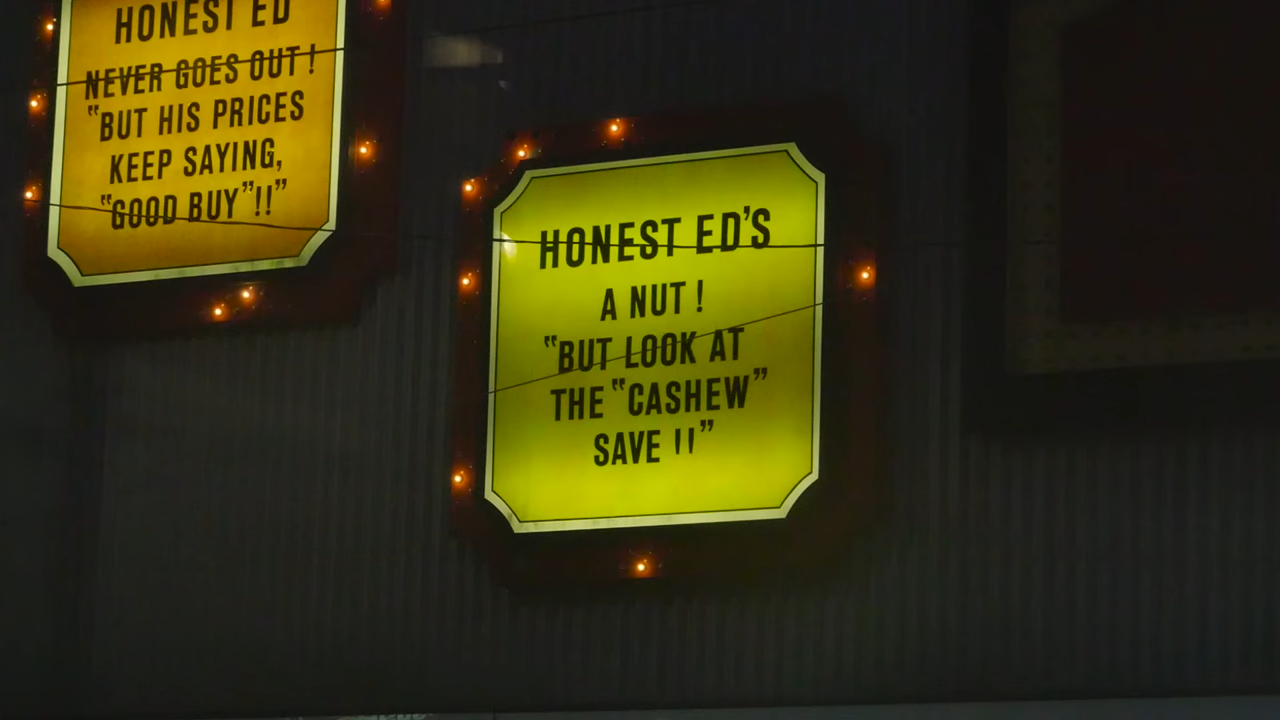 HONEST ED
NEVER GOES OUT!
"BUT HIS PRICES
KEEP SAYING,
"GOOD BUY"!!"
HONEST ED'S
A NUT!
"BUT LOOK AT
THE "CASHEW"
SAVE !!"